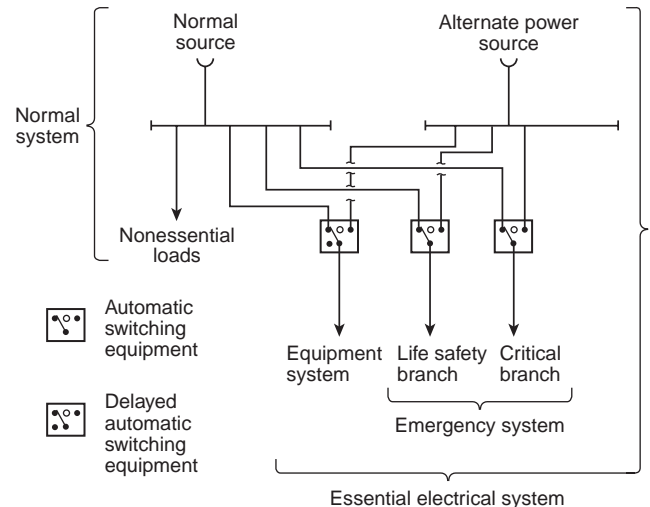 Normal
source
Alternate power
source
Normal
system
Nonessential
loads
Automatic
switching
equipment
Equipment
system
Life safety
branch
Critical
branch
Delayed
automatic
switching
equipment
Emergency system
Essential electrical system